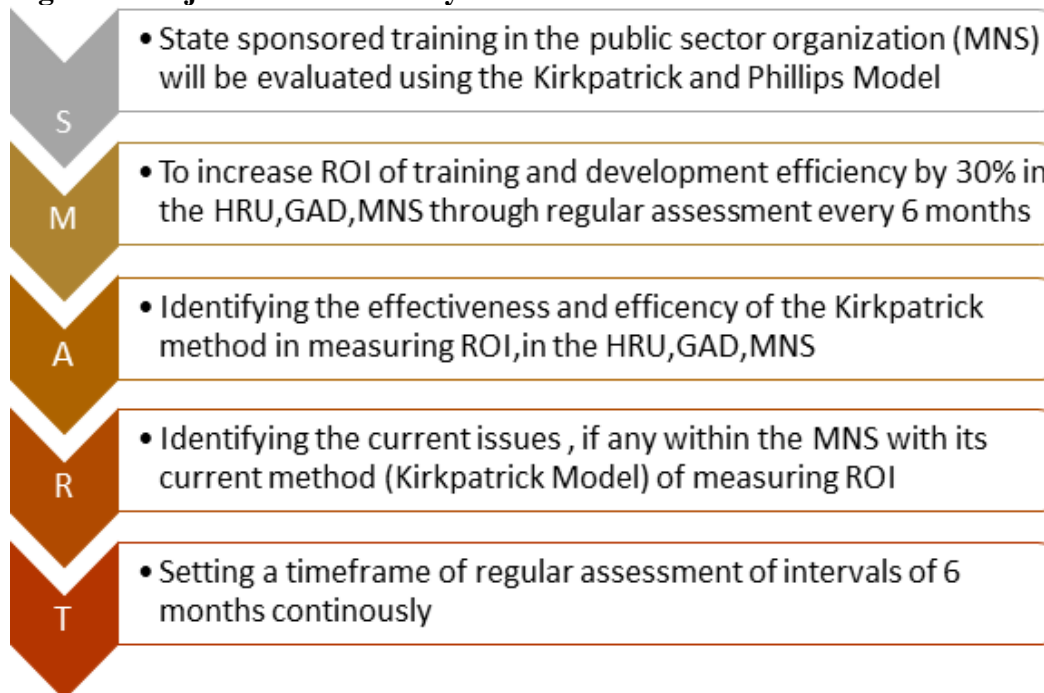 S
• State sponsored training in the public sector organization (MNS)
will be evaluated using the Kirkpatrick and Phillips Model
M
• To increase ROI of training and development efficiency by 30% in
the HRU,GAD,MNS through regular assessment every 6 months
A
• Identifying the effectiveness and efficency of the Kirkpatrick
method in measuring ROI,in the HRU,GAD,MNS
R
• Identifying the current issues , if any within the MNS with its
current method (Kirkpatrick Model) of measuring ROI
T
• Setting a timeframe of regular assessment of intervals of 6
months continously